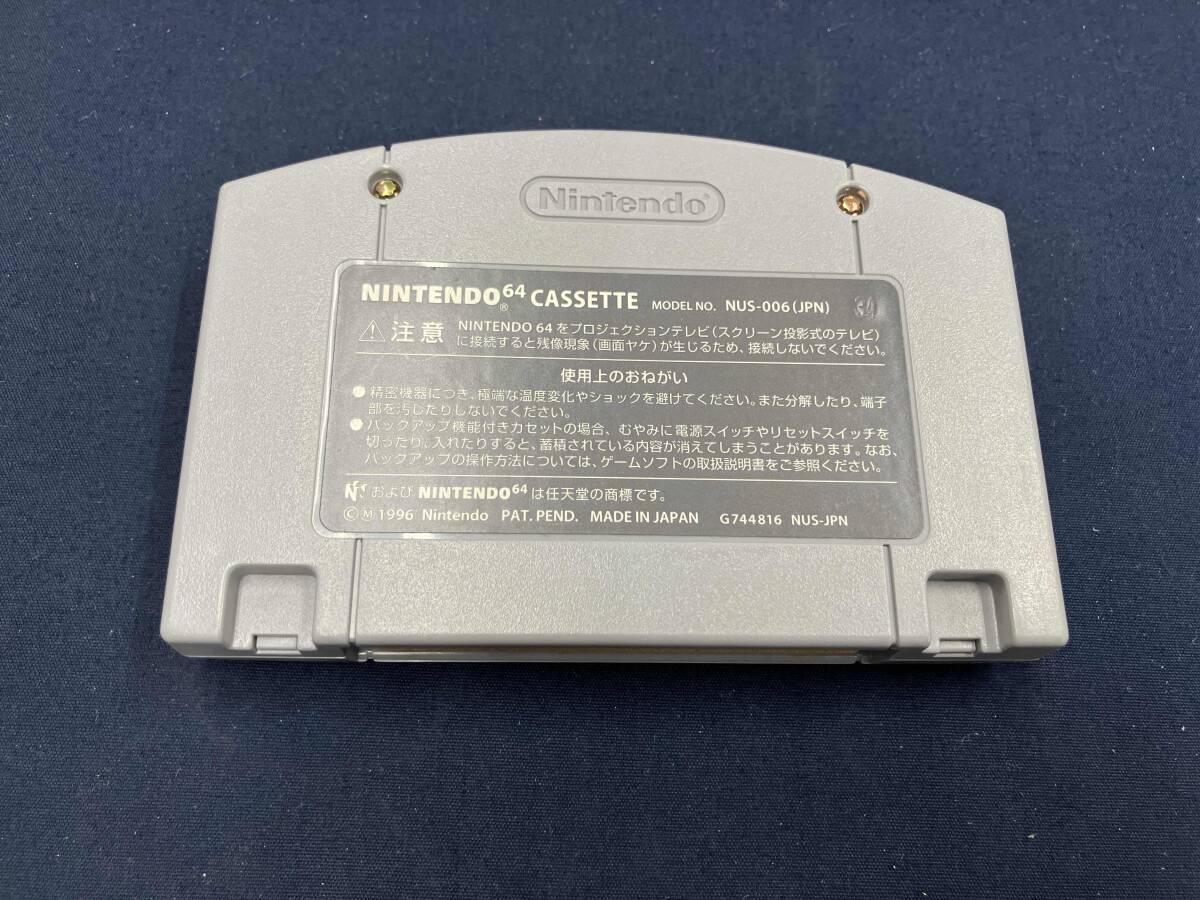 Nintendo®
NINTENDO64® CASSETTE MODEL NO. NUS-006(JPN) 34
⚠ 注意 NINTENDO 64をプロジェクションテレビ(スクリーン投影式のテレビ)
に接続すると残像現象(画面ヤケ)が生じるため、接続しないでください。
使用上のおねがい
●精密機器につき、極端な温度変化やショックを避けてください。また分解したり、端子
部を汚したりしないでください。
●バックアップ機能付きカセットの場合、むやみに電源スイッチやリセットスイッチを
切ったり、入れたりすると、蓄積されている内容が消えてしまうことがあります。なお、
バックアップの操作方法については、ゲームソフトの取扱説明書をご参照ください。
および NINTENDO64 は任天堂の商標です。
©Ⓜ1996 Nintendo PAT. PEND. MADE IN JAPAN G744816 NUS-JPN